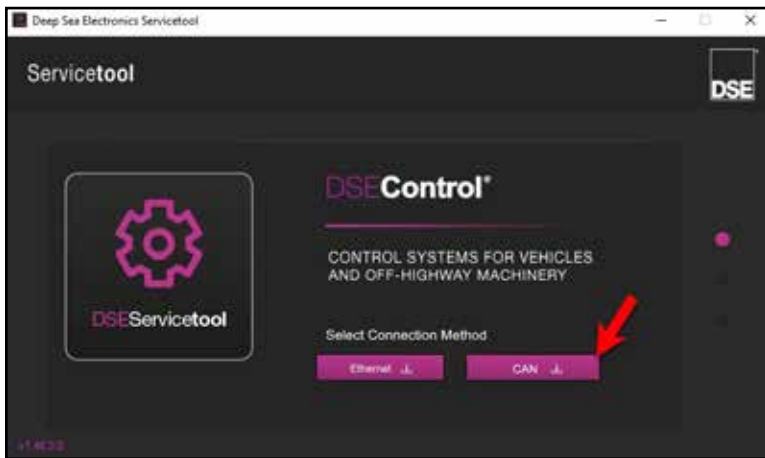 Deep Sea Electronics Servicetool
Servicetool
DSE
DSEControl®
CONTROL SYSTEMS FOR VEHICLES
AND OFF-HIGHWAY MACHINERY
DSEServicetool
Select Connection Method
Ethernet
CAN